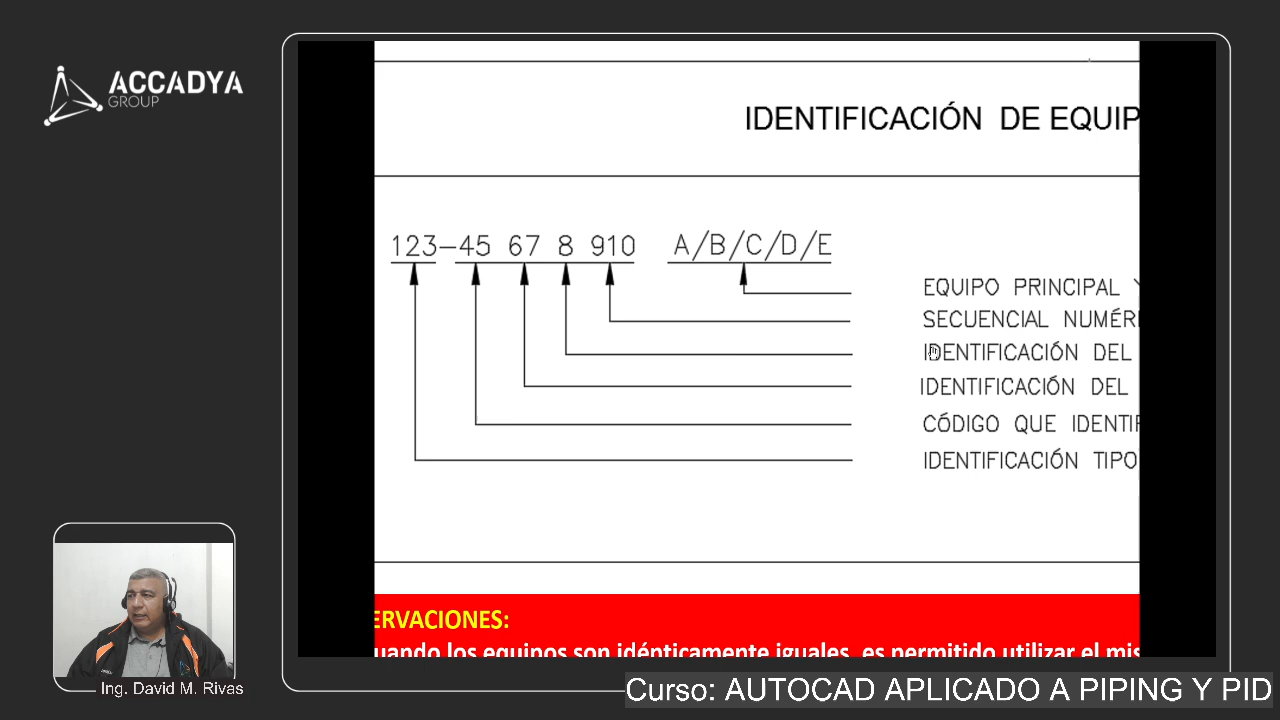 ACCADYA
GROUP
IDENTIFICACIÓN DE EQUIP
123-45 67 8 910 A/B/C/D/E
EQUIPO PRINCIPAL Y
SECUENCIAL NUMÉRI
IDENTIFICACIÓN DEL
IDENTIFICACIÓN DEL
CÓDIGO QUE IDENTIF
IDENTIFICACIÓN TIPO
ERVACIONES:
uando los equipos son idénticamente iguales, es permitido utilizar el mis
Ing. David M. Rivas
Curso: AUTOCAD APLICADO A PIPING Y PID